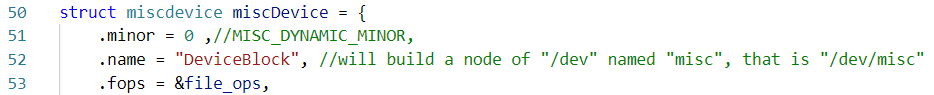 50 struct miscdevice miscDevice = {
51 .minor = 0 ,//MISC_DYNAMIC_MINOR,
52 .name = "DeviceBlock", //will build a node of "/dev" named "misc", that is "/dev/misc"
53 .fops = &file_ops,